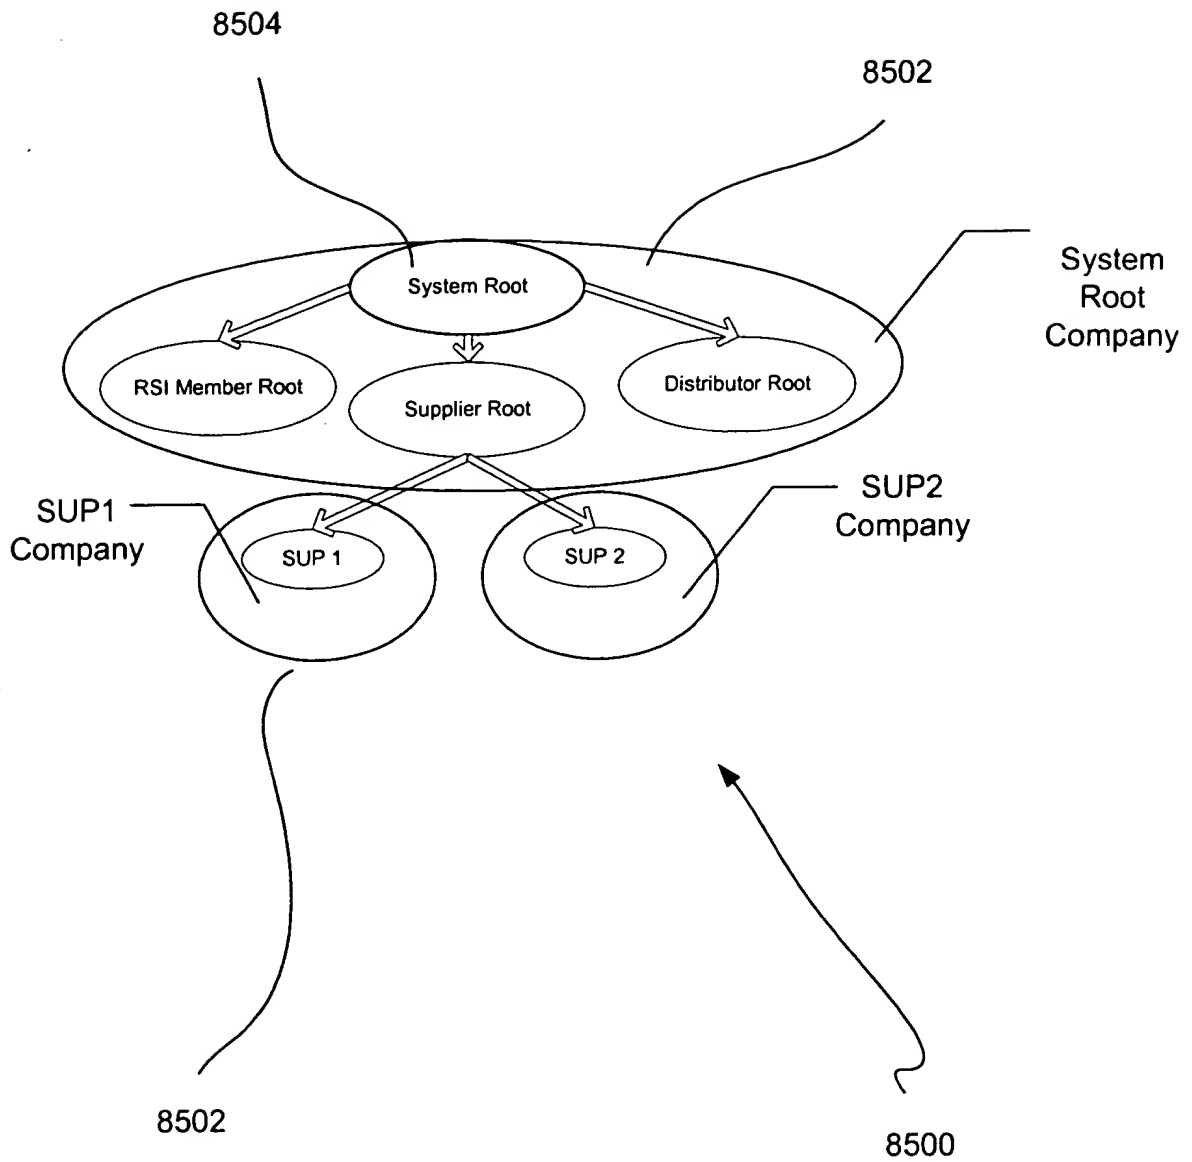 8504
8502
System Root
System
Root
Company
RSI Member Root
Supplier Root
Distributor Root
SUP1
Company
SUP2
Company
SUP 1
SUP 2
8502
8500